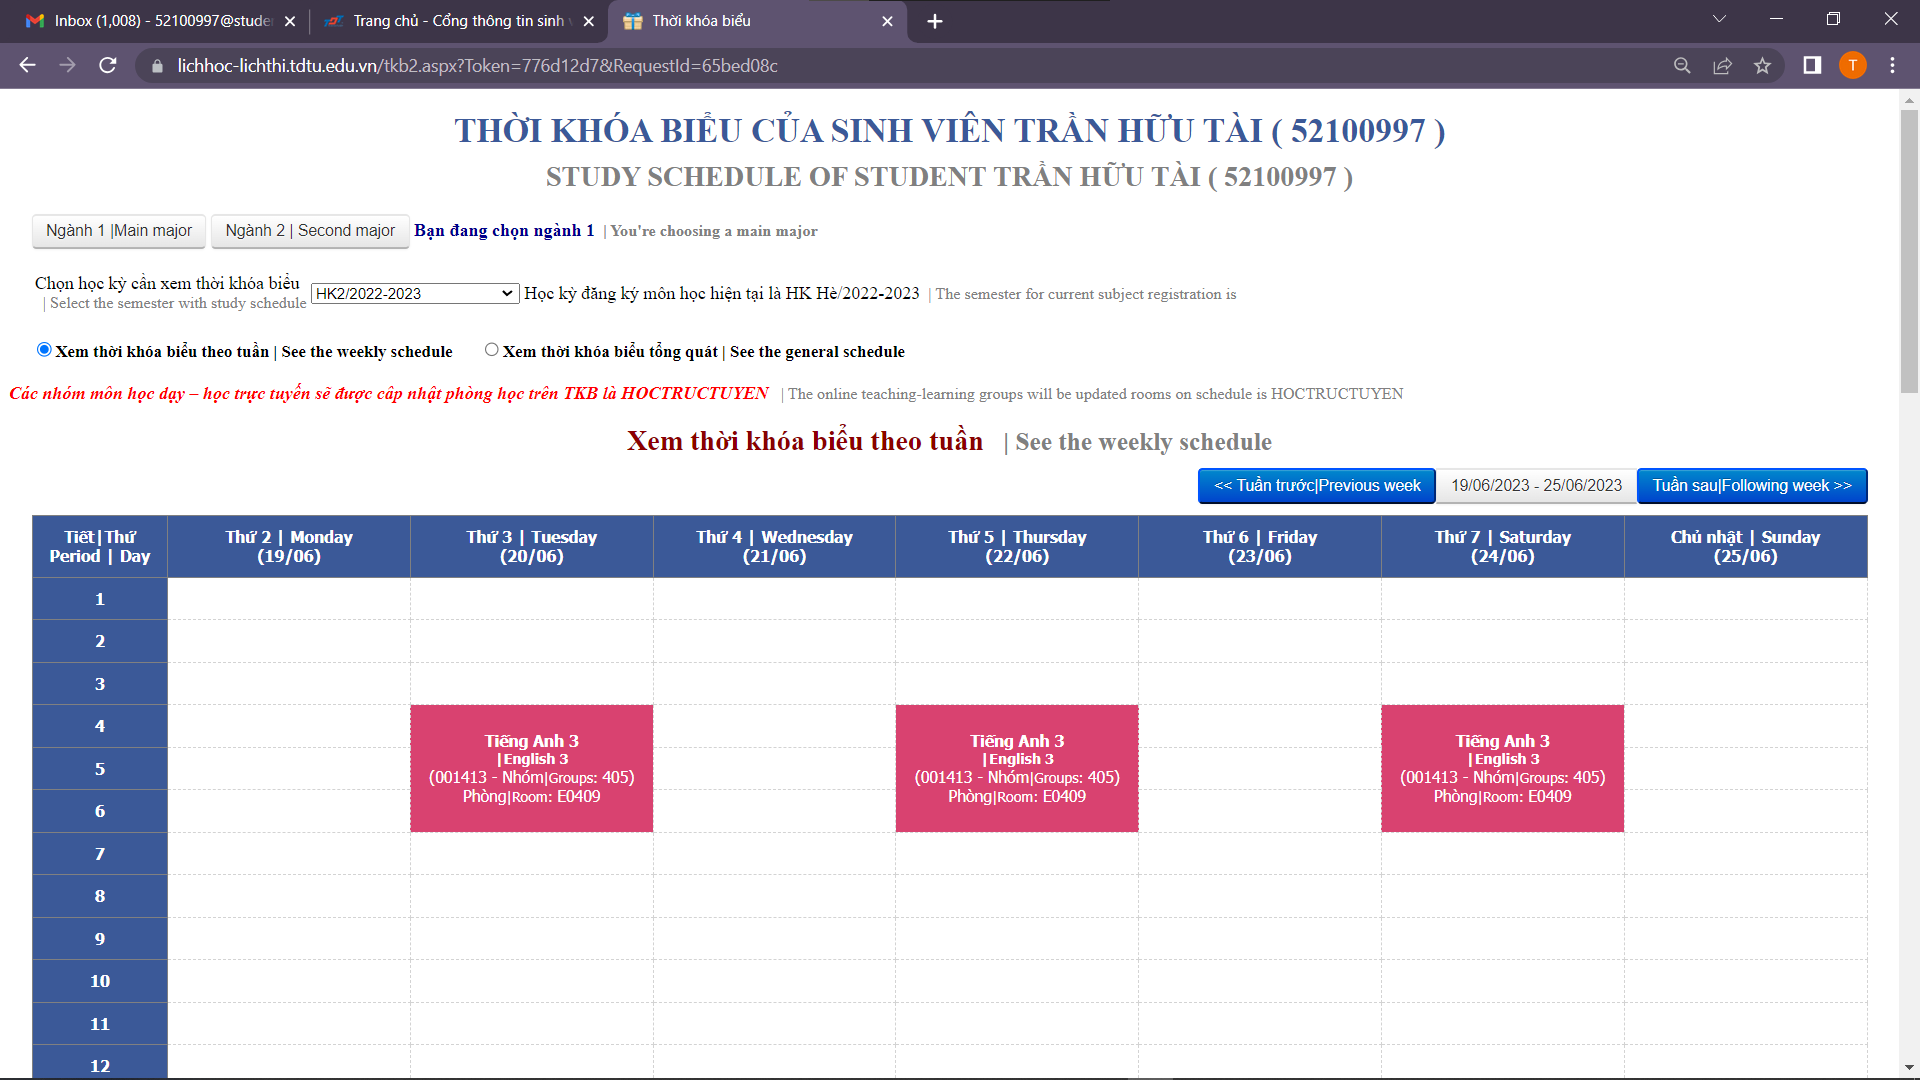 Inbox (1,008) - 52100997@stude
Trang chủ - Cổng thông tin sinh v
Thời khóa biểu
lichhoc-lichthi.tdtu.edu.vn/tkb2.aspx?Token=776d12d7&RequestId=65bed08c
T
THỜI KHÓA BIỂU CỦA SINH VIÊN TRẦN HỮU TÀI ( 52100997 )
STUDY SCHEDULE OF STUDENT TRẦN HỮU TÀI ( 52100997 )
Ngành 1 |Main major
Ngành 2 | Second major
Bạn đang chọn ngành 1 | You're choosing a main major
Chọn học kỳ cần xem thời khóa biểu
| Select the semester with study schedule
HK2/2022-2023
Học kỳ đăng ký môn học hiện tại là HK Hè/2022-2023 | The semester for current subject registration is
Xem thời khóa biểu theo tuần | See the weekly schedule
Xem thời khóa biểu tổng quát | See the general schedule
Các nhóm môn học dạy – học trực tuyến sẽ được câp nhật phòng học trên TKB là HOCTRUCTUYEN | The online teaching-learning groups will be updated rooms on schedule is HOCTRUCTUYEN
Xem thời khóa biểu theo tuần | See the weekly schedule
<< Tuần trước|Previous week
19/06/2023 - 25/06/2023
Tuần sau|Following week >>
Tiết|Thứ
Period | Day
Thứ 2 | Monday
(19/06)
Thứ 3 | Tuesday
(20/06)
Thứ 4 | Wednesday
(21/06)
Thứ 5 | Thursday
(22/06)
Thứ 6 | Friday
(23/06)
Thứ 7 | Saturday
(24/06)
Chủ nhật | Sunday
(25/06)
1
2
3
4
5
6
Tiếng Anh 3
|English 3
(001413 - Nhóm|Groups: 405)
Phòng|Room: E0409
Tiếng Anh 3
|English 3
(001413 - Nhóm|Groups: 405)
Phòng|Room: E0409
Tiếng Anh 3
|English 3
(001413 - Nhóm|Groups: 405)
Phòng|Room: E0409
7
8
9
10
11
12